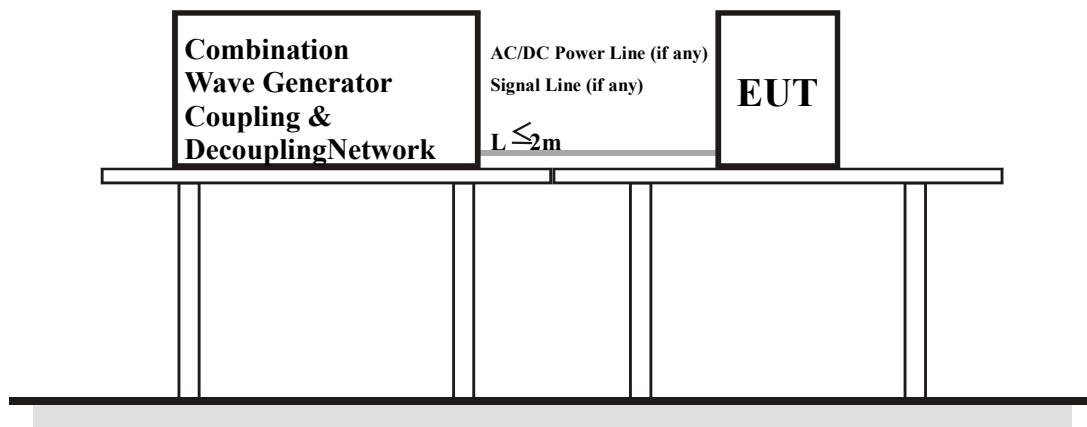 Combination
Wave Generator
Coupling &
DecouplingNetwork
AC/DC Power Line (if any)
Signal Line (if any)
L ≤2m
EUT